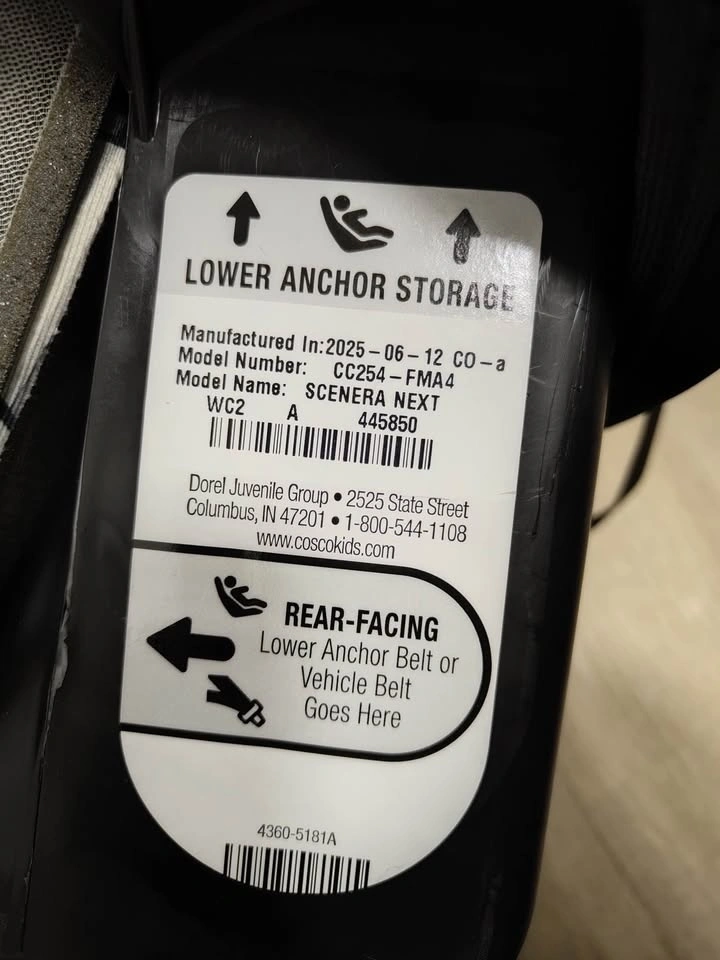 LOWER ANCHOR STORAGE
Manufactured In:2025-06-12 CO-a
Model Number: CC254-FMA4
Model Name: SCENERA NEXT
WC2 A 445850
Dorel Juvenile Group • 2525 State Street
Columbus, IN 47201 • 1-800-544-1108
www.coscokids.com
REAR-FACING
Lower Anchor Belt or
Vehicle Belt
Goes Here
4360-5181A